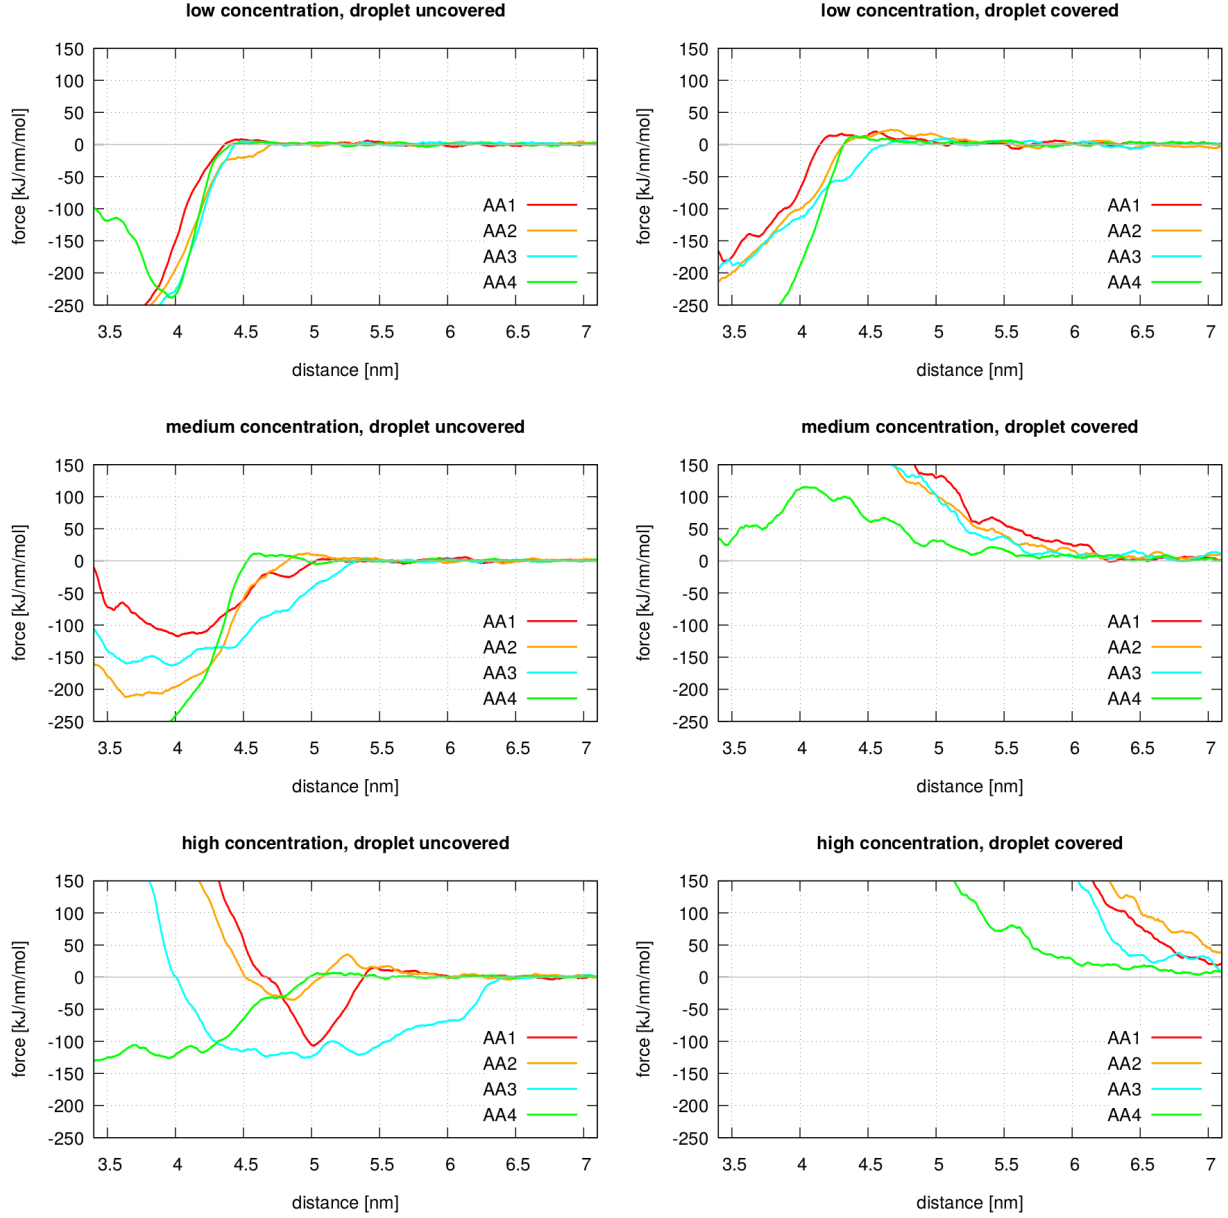 low concentration, droplet uncovered
150
100
50
0
-50
-100
-150
-200
-250
force [kJ/nm/mol]
AA1
AA2
AA3
AA4
3.5 4 4.5 5 5.5 6 6.5 7
distance [nm]
low concentration, droplet covered
150
100
50
0
-50
-100
-150
-200
-250
force [kJ/nm/mol]
AA1
AA2
AA3
AA4
3.5 4 4.5 5 5.5 6 6.5 7
distance [nm]
medium concentration, droplet uncovered
150
100
50
0
-50
-100
-150
-200
-250
force [kJ/nm/mol]
AA1
AA2
AA3
AA4
3.5 4 4.5 5 5.5 6 6.5 7
distance [nm]
medium concentration, droplet covered
150
100
50
0
-50
-100
-150
-200
-250
force [kJ/nm/mol]
AA1
AA2
AA3
AA4
3.5 4 4.5 5 5.5 6 6.5 7
distance [nm]
high concentration, droplet uncovered
150
100
50
0
-50
-100
-150
-200
-250
force [kJ/nm/mol]
AA1
AA2
AA3
AA4
3.5 4 4.5 5 5.5 6 6.5 7
distance [nm]
high concentration, droplet covered
150
100
50
0
-50
-100
-150
-200
-250
force [kJ/nm/mol]
AA1
AA2
AA3
AA4
3.5 4 4.5 5 5.5 6 6.5 7
distance [nm]